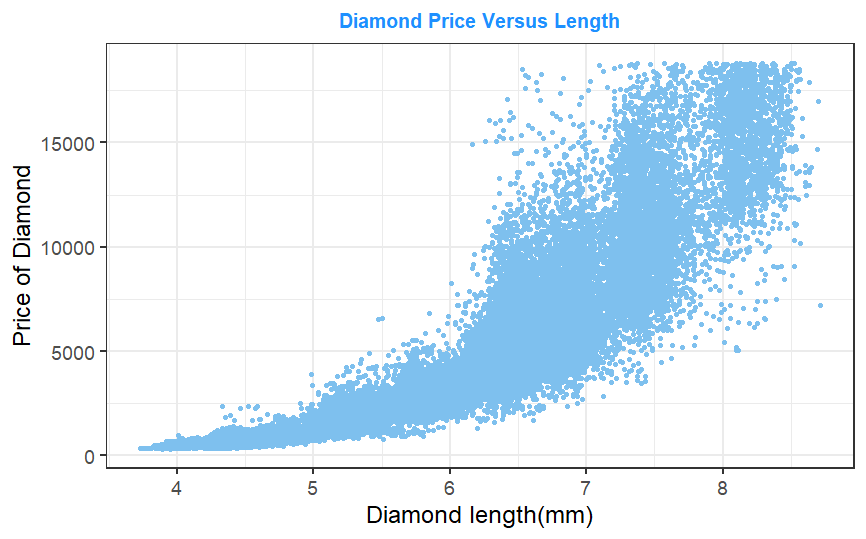 Diamond Price Versus Length
15000
10000
5000
0
Price of Diamond
4 5 6 7 8
Diamond length(mm)